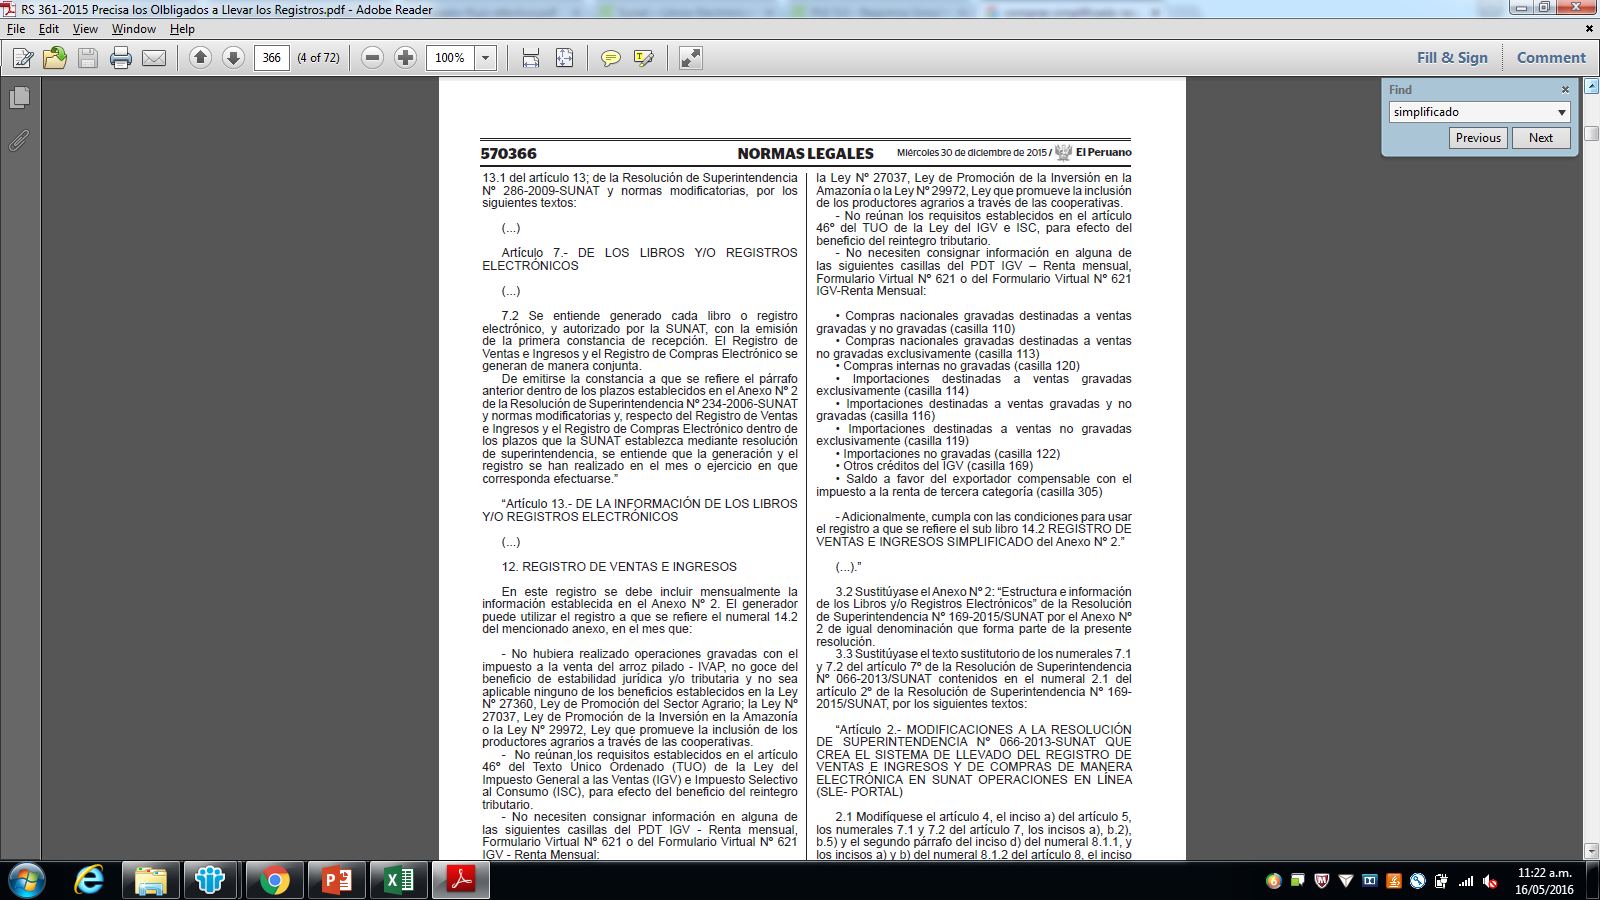 RS 361-2015 Precisa los OIbligados a Llevar los Registros.pdf - Adobe Reader
File Edit View Window Help
366 (4 of 72) 100% Fill & Sign Comment
Find
simplificado
Previous Next
570366 NORMAS LEGALES Miércoles 30 de diciembre de 2015 / El Peruano
13.1 del artículo 13; de la Resolución de Superintendencia
Nº 286-2009-SUNAT y normas modificatorias, por los
siguientes textos:
(...)
Artículo 7.- DE LOS LIBROS Y/O REGISTROS
ELECTRÓNICOS
(...)
7.2 Se entiende generado cada libro o registro
electrónico, y autorizado por la SUNAT, con la emisión
de la primera constancia de recepción. El Registro de
Ventas e Ingresos y el Registro de Compras Electrónico se
generan de manera conjunta.
De emitirse la constancia a que se refiere el párrafo
anterior dentro de los plazos establecidos en el Anexo Nº 2
de la Resolución de Superintendencia Nº 234-2006-SUNAT
y normas modificatorias y, respecto del Registro de Ventas
e Ingresos y el Registro de Compras Electrónico dentro de
los plazos que la SUNAT establezca mediante resolución
de superintendencia, se entiende que la generación y el
registro se han realizado en el mes o ejercicio en que
corresponda efectuarse.”
“Artículo 13.- DE LA INFORMACIÓN DE LOS LIBROS
Y/O REGISTROS ELECTRÓNICOS
(...)
12. REGISTRO DE VENTAS E INGRESOS
En este registro se debe incluir mensualmente la
información establecida en el Anexo Nº 2. El generador
puede utilizar el registro a que se refiere el numeral 14.2
del mencionado anexo, en el mes que:
- No hubiera realizado operaciones gravadas con el
impuesto a la venta del arroz pilado - IVAP, no goce del
beneficio de estabilidad jurídica y/o tributaria y no sea
aplicable ninguno de los beneficios establecidos en la Ley
Nº 27360, Ley de Promoción del Sector Agrario; la Ley Nº
27037, Ley de Promoción de la Inversión en la Amazonía
o la Ley Nº 29972, Ley que promueve la inclusión de los
productores agrarios a través de las cooperativas.
- No reúnan los requisitos establecidos en el artículo
46º del Texto Único Ordenado (TUO) de la Ley del
Impuesto General a las Ventas (IGV) e Impuesto Selectivo
al Consumo (ISC), para efecto del beneficio del reintegro
tributario.
- No necesiten consignar información en alguna de
las siguientes casillas del PDT IGV - Renta mensual,
Formulario Virtual Nº 621 o del Formulario Virtual Nº 621
IGV - Renta Mensual:
la Ley Nº 27037, Ley de Promoción de la Inversión en la
Amazonía o la Ley Nº 29972, Ley que promueve la inclusión
de los productores agrarios a través de las cooperativas.
- No reúnan los requisitos establecidos en el artículo
46º del TUO de la Ley del IGV e ISC, para efecto del
beneficio del reintegro tributario.
- No necesiten consignar información en alguna de
las siguientes casillas del PDT IGV – Renta mensual,
Formulario Virtual Nº 621 o del Formulario Virtual Nº 621
IGV-Renta Mensual:
• Compras nacionales gravadas destinadas a ventas
gravadas y no gravadas (casilla 110)
• Compras nacionales gravadas destinadas a ventas
no gravadas exclusivamente (casilla 113)
• Compras internas no gravadas (casilla 120)
• Importaciones destinadas a ventas gravadas
exclusivamente (casilla 114)
• Importaciones destinadas a ventas gravadas y no
gravadas (casilla 116)
• Importaciones destinadas a ventas no gravadas
exclusivamente (casilla 119)
• Importaciones no gravadas (casilla 122)
• Otros créditos del IGV (casilla 169)
• Saldo a favor del exportador compensable con el
impuesto a la renta de tercera categoría (casilla 305)
- Adicionalmente, cumpla con las condiciones para usar
el registro a que se refiere el sub libro 14.2 REGISTRO DE
VENTAS E INGRESOS SIMPLIFICADO del Anexo Nº 2.”
(...).”
3.2 Sustitúyase el Anexo Nº 2: “Estructura e información
de los Libros y/o Registros Electrónicos” de la Resolución
de Superintendencia Nº 169-2015/SUNAT por el Anexo Nº
2 de igual denominación que forma parte de la presente
resolución.
3.3 Sustitúyase el texto sustitutorio de los numerales 7.1
y 7.2 del artículo 7º de la Resolución de Superintendencia
Nº 066-2013/SUNAT contenidos en el numeral 2.1 del
artículo 2º de la Resolución de Superintendencia Nº 169-
2015/SUNAT, por los siguientes textos:
“Artículo 2.- MODIFICACIONES A LA RESOLUCIÓN
DE SUPERINTENDENCIA Nº 066-2013-SUNAT QUE
CREA EL SISTEMA DE LLEVADO DEL REGISTRO DE
VENTAS E INGRESOS Y DE COMPRAS DE MANERA
ELECTRÓNICA EN SUNAT OPERACIONES EN LÍNEA
(SLE- PORTAL)
2.1 Modifíquese el artículo 4, el inciso a) del artículo 5,
los numerales 7.1 y 7.2 del artículo 7, los incisos a), b.2),
b.5) y el segundo párrafo del inciso d) del numeral 8.1.1, y
los incisos a) y b) del numeral 8.1.2 del artículo 8, el inciso
11:22 a.m.
16/05/2016